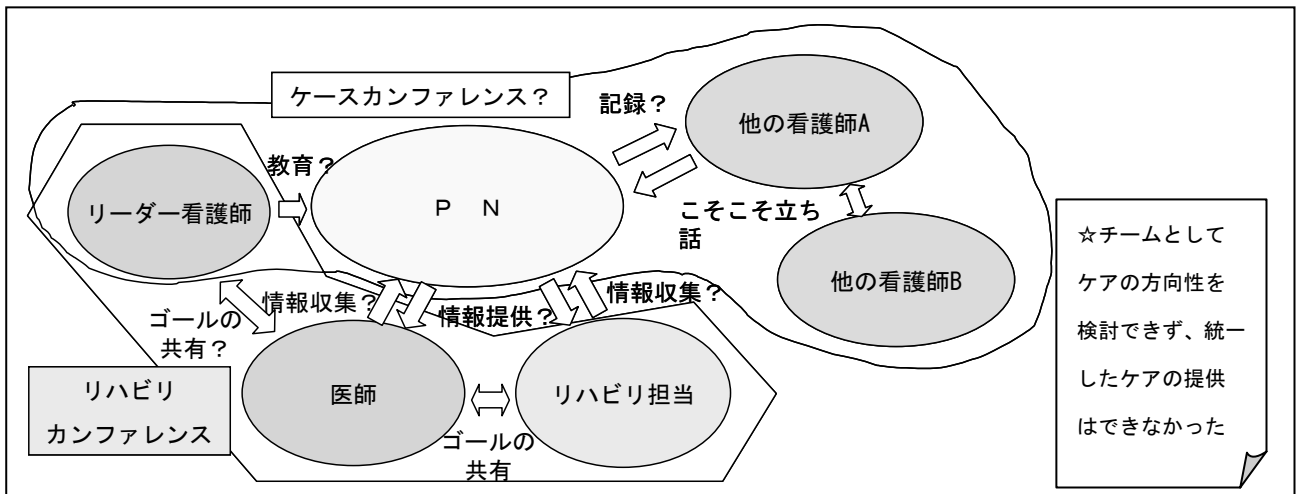 ケースカンファレンス？
記録？
他の看護師A
教育？
リーダー看護師
Ｐ Ｎ
こそこそ立ち
話
☆チームとして
ケアの方向性を
検討できず、統一
したケアの提供
はできなかった
他の看護師B
情報収集？
情報提供？
情報収集？
ゴールの
共有？
リハビリ
カンファレンス
医師
リハビリ担当
ゴールの
共有